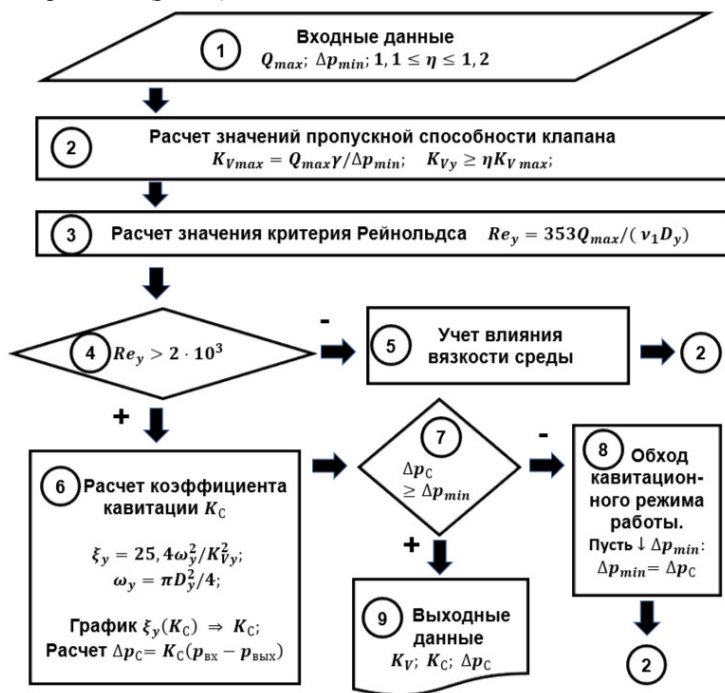 1
Входные данные
Q_max; Δp_min; 1,1 ≤ η ≤ 1,2
2
Расчет значений пропускной способности клапана
K_Vmax = Q_max γ/Δp_min; K_Vy ≥ ηK_V max;
3
Расчет значения критерия Рейнольдса Re_y = 353Q_max/( ν_1 D_y)
4
Re_y > 2 · 10^3
-
5
Учет влияния
вязкости среды
2
+
6
Расчет коэффициента
кавитации K_C
ξ_y = 25,4ω_y^2/K_Vy^2;
ω_y = πD_y^2/4;
График ξ_y(K_C) ⇒ K_C;
Расчет Δp_C= K_C(p_вх − p_вых)
7
Δp_C
≥ Δp_min
-
+
8
Обход
кавитацион-
ного режима
работы.
Пусть ↓ Δp_min:
Δp_min= Δp_C
2
9
Выходные
данные
K_V; K_C; Δp_C